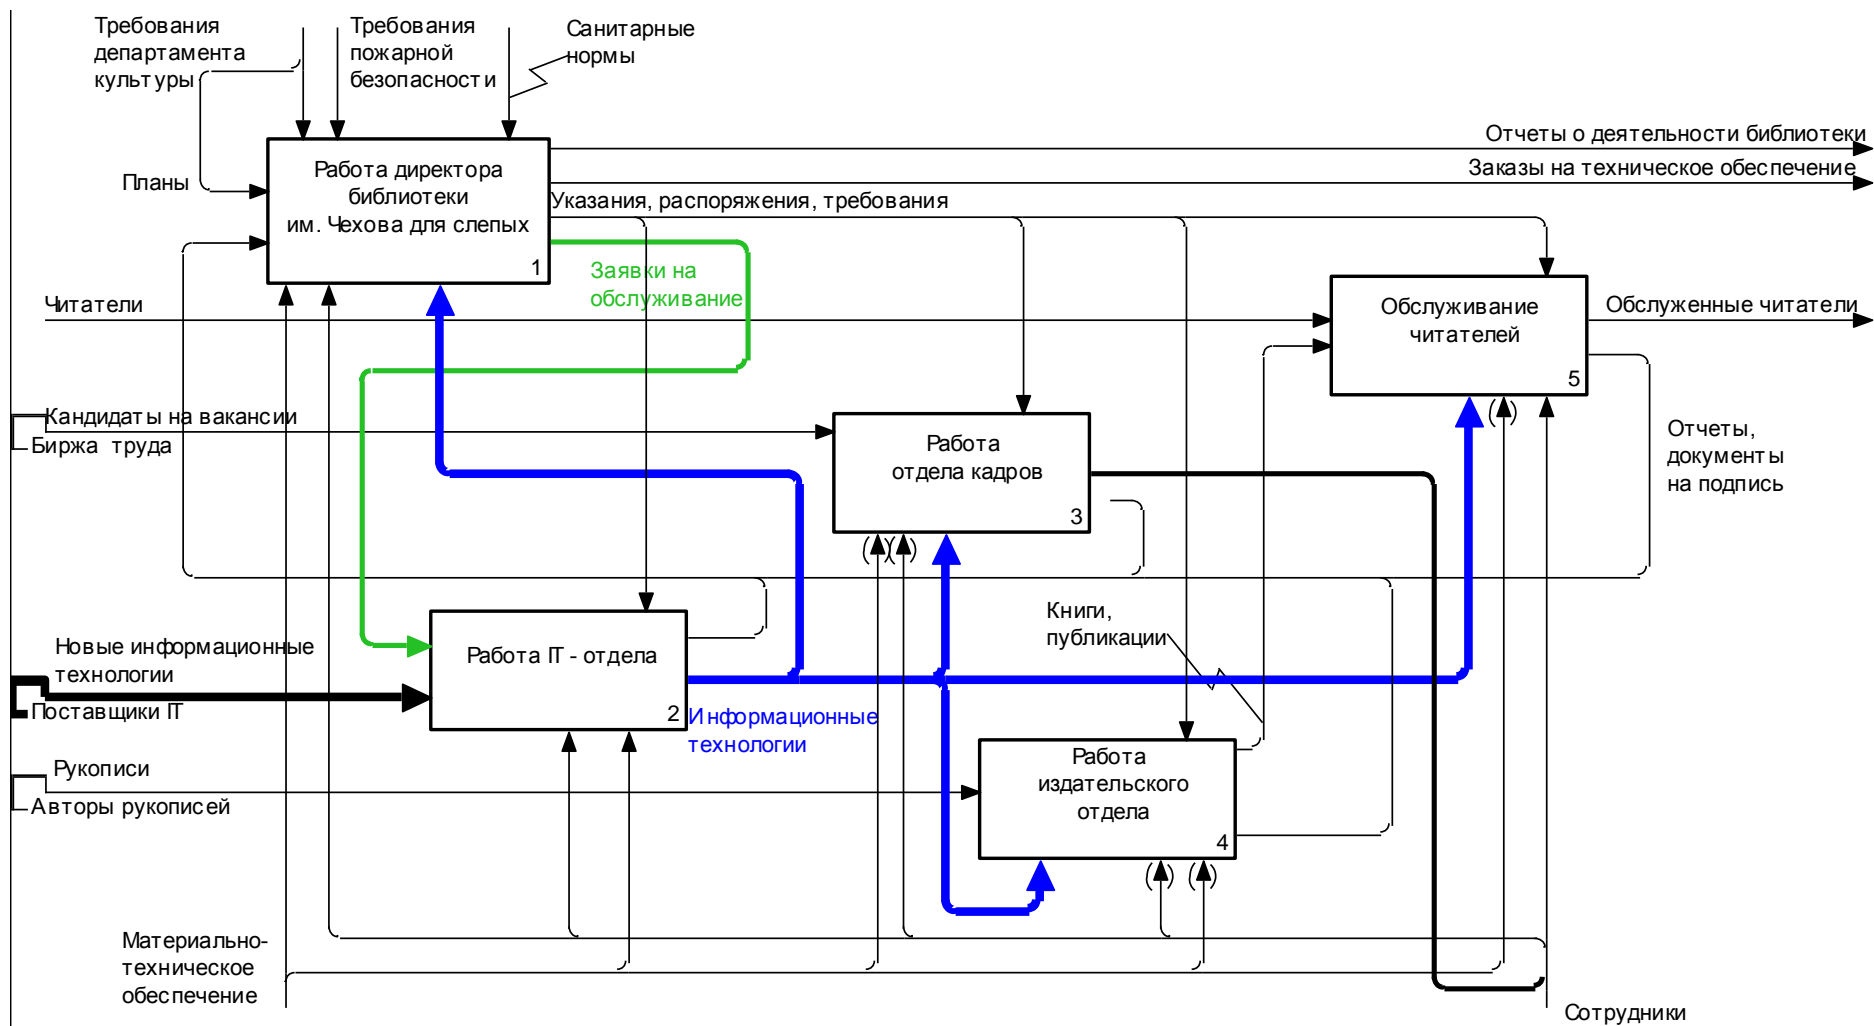 Требования
департамента
культуры
Требования
пожарной
безопасности
Санитарные
нормы
Отчеты о деятельности библиотеки
Заказы на техническое обеспечение
Планы
Работа директора
библиотеки
им. Чехова для слепых
1
Указания, распоряжения, требования
Заявки на
обслуживание
Читатели
Обслуживание
читателей
5
Обслуженные читатели
Кандидаты на вакансии
Биржа труда
Работа
отдела кадров
3
Отчеты,
документы
на подпись
Книги,
публикации
Новые информационные
технологии
Поставщики IT
Работа IT - отдела
2
Информационные
технологии
Рукописи
Авторы рукописей
Работа
издательского
отдела
4
Материально-
техническое
обеспечение
Сотрудники